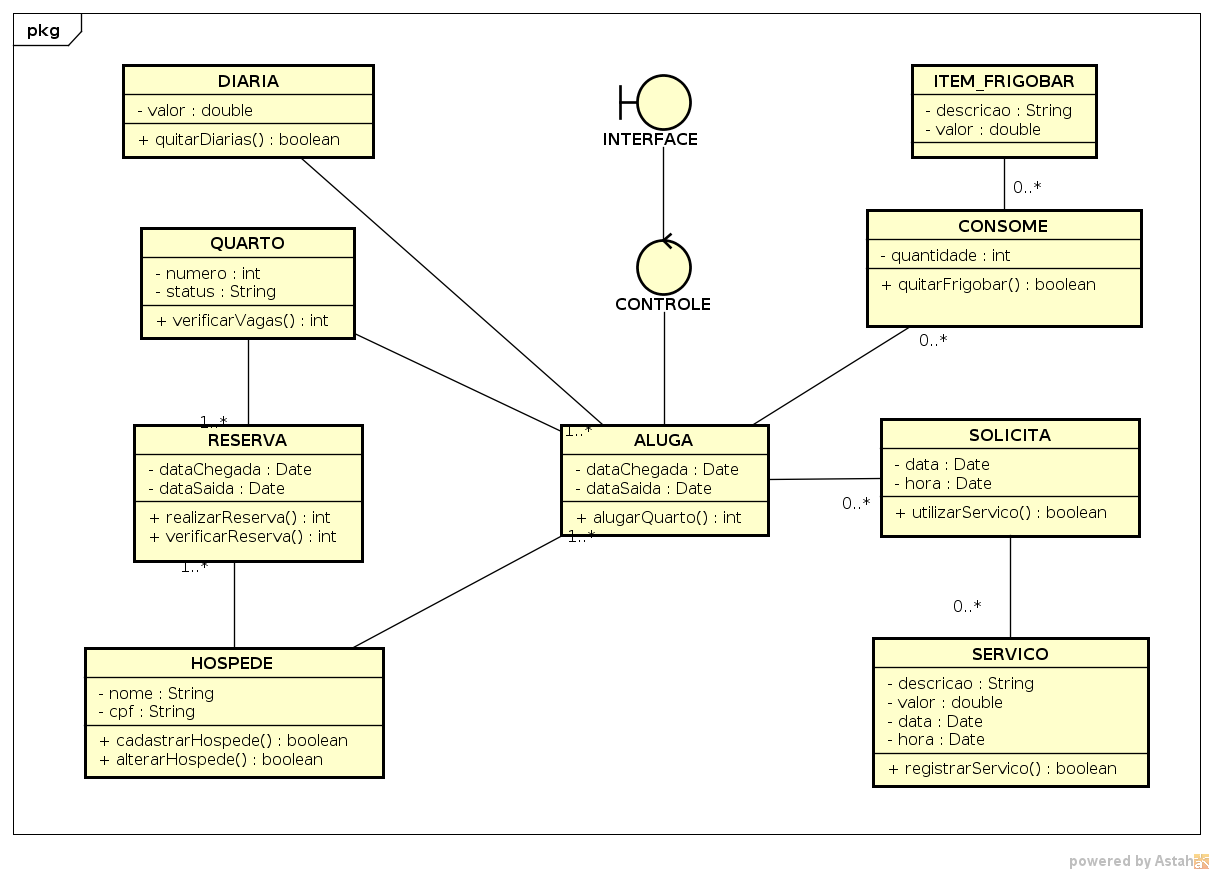 pkg
DIARIA
- valor : double
+ quitarDiarias() : boolean
INTERFACE
ITEM_FRIGOBAR
- descricao : String
- valor : double
0..*
QUARTO
- numero : int
- status : String
+ verificarVagas() : int
CONTROLE
CONSOME
- quantidade : int
+ quitarFrigobar() : boolean
0..*
1..*
RESERVA
- dataChegada : Date
- dataSaida : Date
+ realizarReserva() : int
+ verificarReserva() : int
1..*
1..*
ALUGA
- dataChegada : Date
- dataSaida : Date
+ alugarQuarto() : int
1..*
SOLICITA
- data : Date
- hora : Date
+ utilizarServico() : boolean
0..*
0..*
HOSPEDE
- nome : String
- cpf : String
+ cadastrarHospede() : boolean
+ alterarHospede() : boolean
SERVICO
- descricao : String
- valor : double
- data : Date
- hora : Date
+ registrarServico() : boolean
powered by Astah